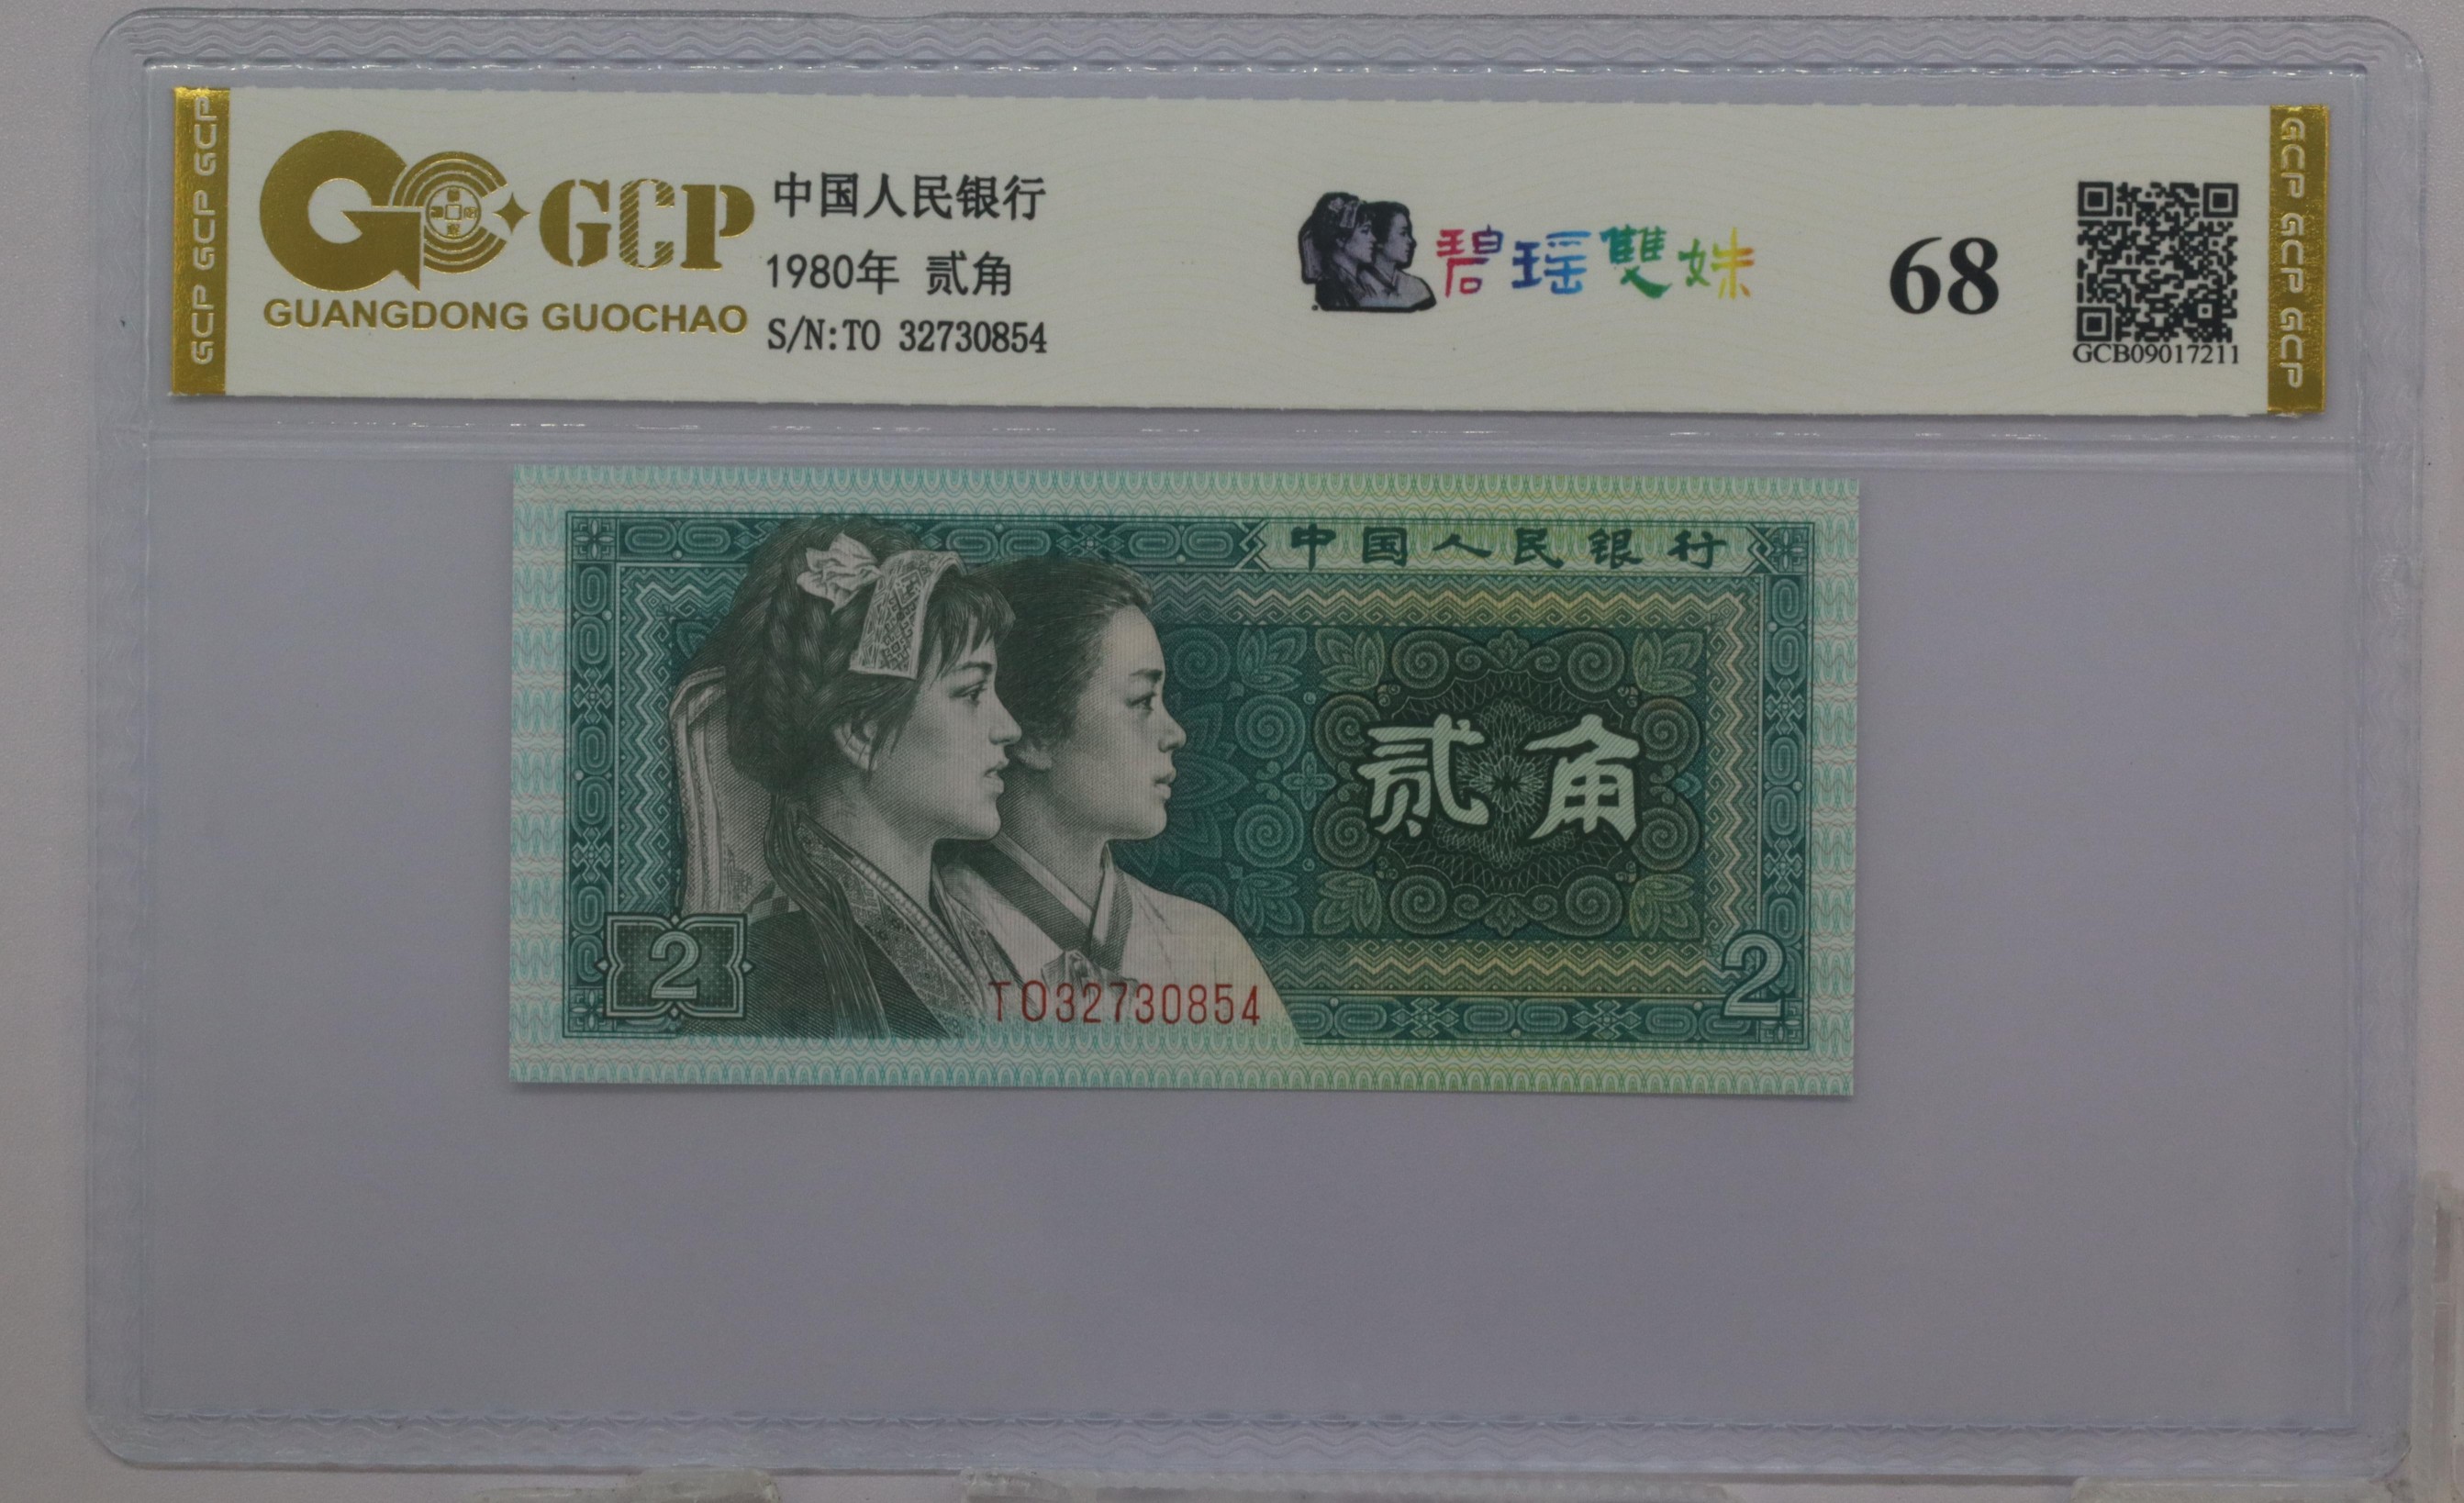 GCP GCP GCP
GCP
GUANGDONG GUOCHAO
中国人民银行
1980年 贰角
S/N:TO 32730854
碧瑶雙姝
68
GCB09017211
GCP GCP GCP
中国人民银行
贰角
2
TO32730854
2